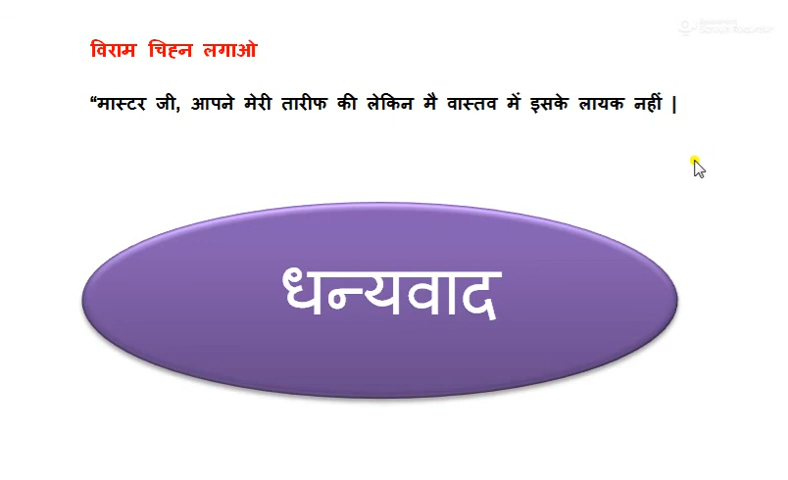 विराम चिह्न लगाओ
“मास्टर जी, आपने मेरी तारीफ की लेकिन मै वास्तव में इसके लायक नहीं |
धन्यवाद